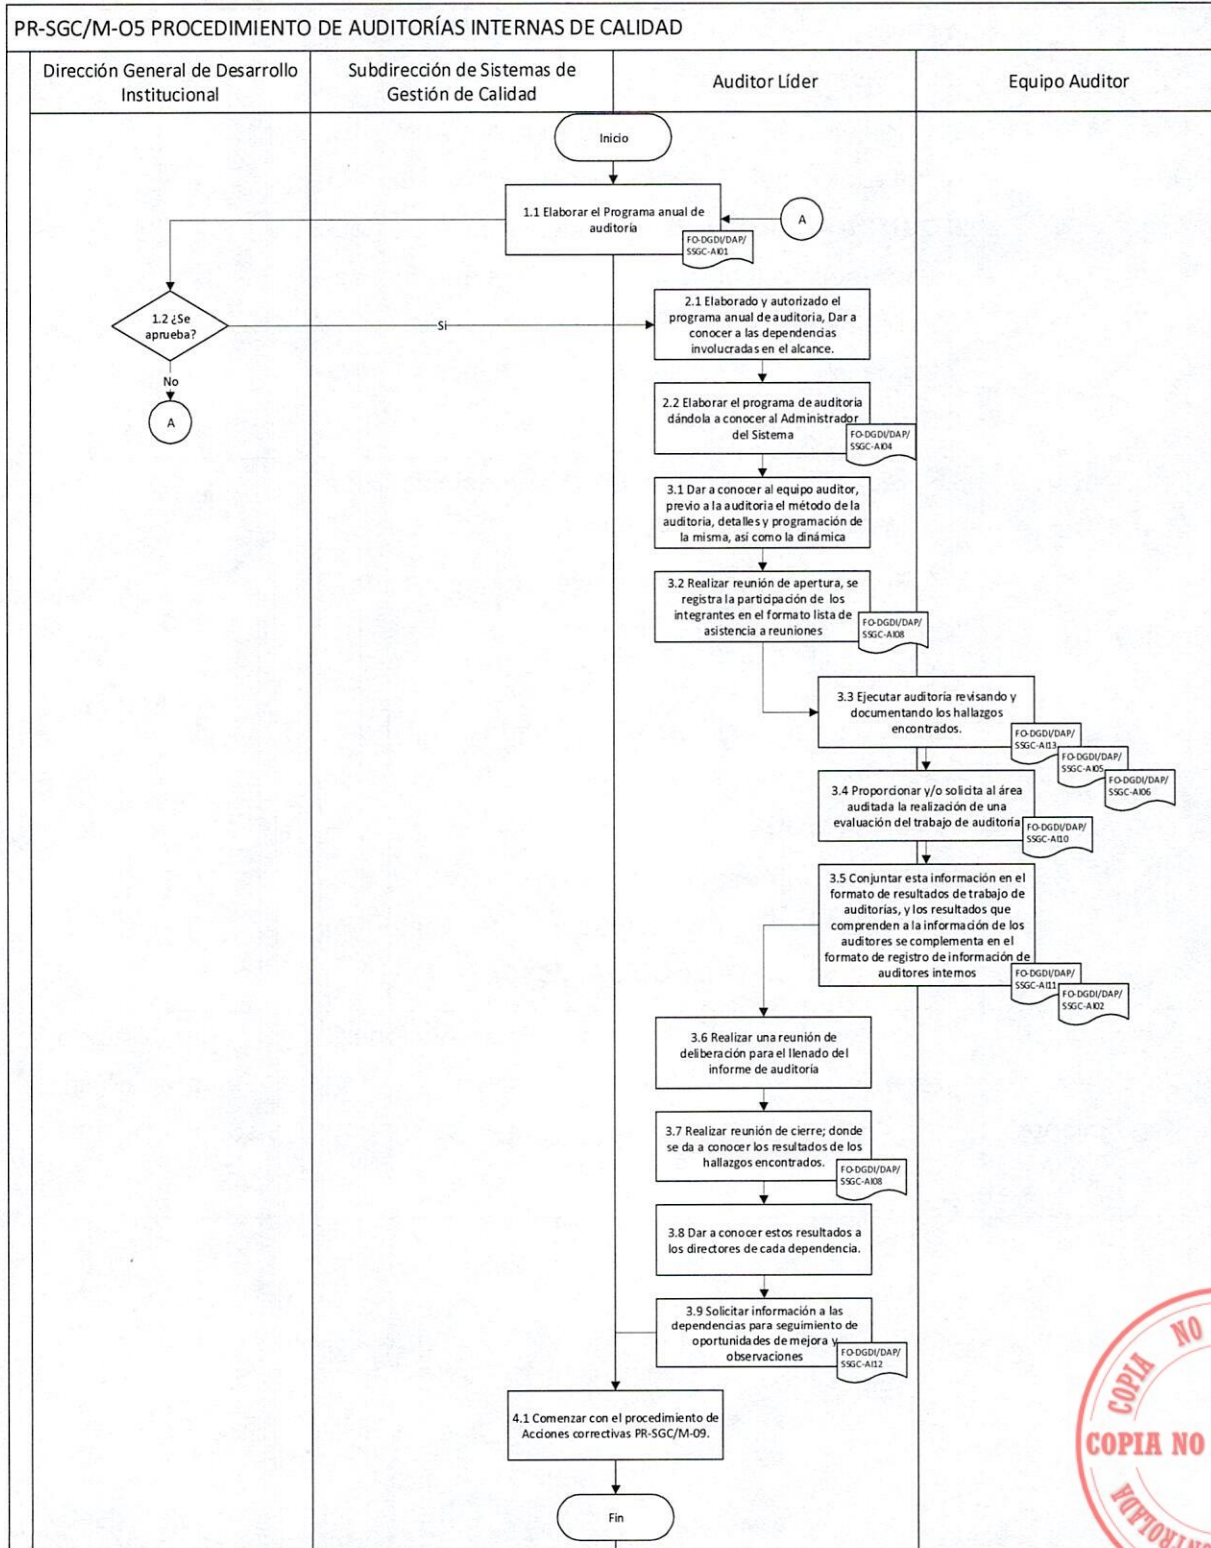 PR-SGC/M-O5 PROCEDIMIENTO DE AUDITORÍAS INTERNAS DE CALIDAD
Dirección General de Desarrollo
Institucional
Subdirección de Sistemas de
Gestión de Calidad
Auditor Líder
Equipo Auditor
Inicio
1.1 Elaborar el Programa anual de
auditoría
FO-DGDI/DAP/
SSGC-AI01
A
1.2 ¿Se
aprueba?
Si
No
A
2.1 Elaborado y autorizado el
programa anual de auditoria, Dar a
conocer a las dependencias
involucradas en el alcance.
2.2 Elaborar el programa de auditoria
dándola a conocer al Administrador
del Sistema
FO-DGDI/DAP/
SSGC-AI04
3.1 Dar a conocer al equipo auditor,
previo a la auditoria el método de la
auditoria, detalles y programación de
la misma, así como la dinámica
3.2 Realizar reunión de apertura, se
registra la participación de los
integrantes en el formato lista de
asistencia a reuniones
FO-DGDI/DAP/
SSGC-AI08
3.3 Ejecutar auditoría revisando y
documentando los hallazgos
encontrados.
FO-DGDI/DAP/
SSGC-AI13
FO-DGDI/DAP/
SSGC-AI05
FO-DGDI/DAP/
SSGC-AI06
3.4 Proporcionar y/o solicita al área
auditada la realización de una
evaluación del trabajo de auditoría
FO-DGDI/DAP/
SSGC-AI10
3.5 Conjuntar esta información en el
formato de resultados de trabajo de
auditorías, y los resultados que
comprenden a la información de los
auditores se complementa en el
formato de registro de información de
auditores internos
FO-DGDI/DAP/
SSGC-AI11
FO-DGDI/DAP/
SSGC-AI02
3.6 Realizar una reunión de
deliberación para el llenado del
informe de auditoría
3.7 Realizar reunión de cierre; donde
se da a conocer los resultados de los
hallazgos encontrados.
FO-DGDI/DAP/
SSGC-AI08
3.8 Dar a conocer estos resultados a
los directores de cada dependencia.
3.9 Solicitar información a las
dependencias para seguimiento de
oportunidades de mejora y
observaciones
FO-DGDI/DAP/
SSGC-AI12
4.1 Comenzar con el procedimiento de
Acciones correctivas PR-SGC/M-09.
Fin
COPIA NO
COPIA NO